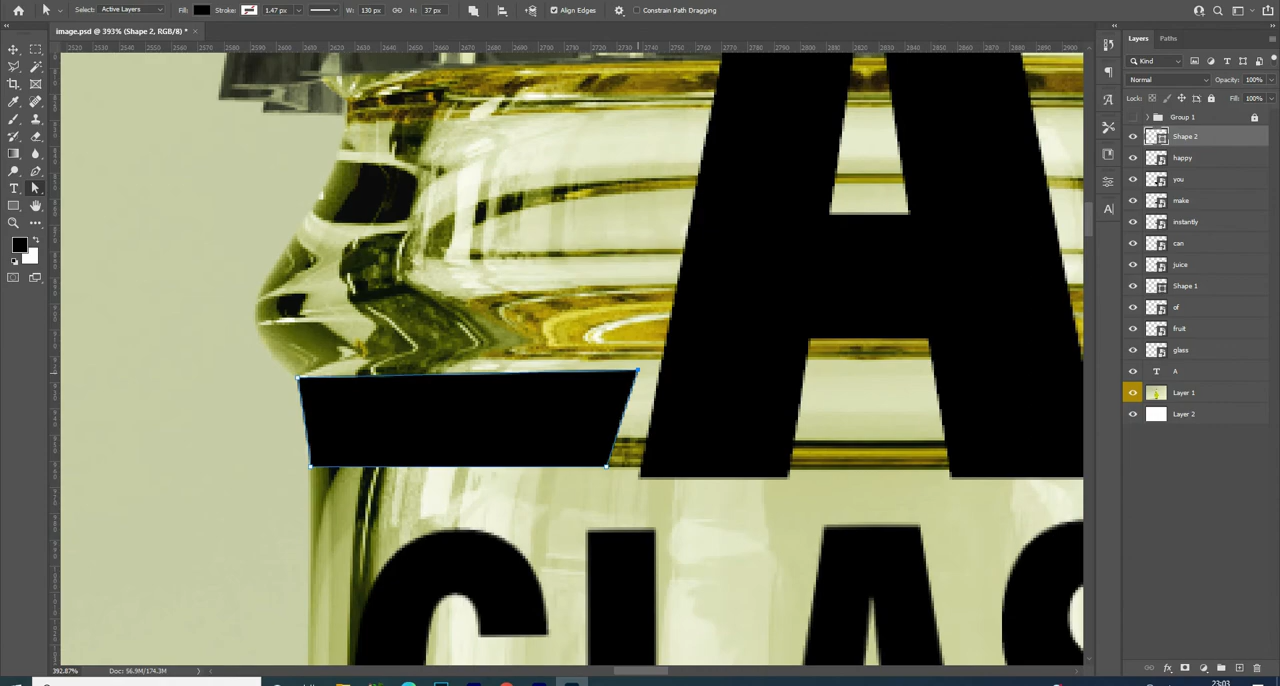 Select: Active Layers Fill: Stroke: 1.47 px W: 130 px H: 37 px Align Edges Constrain Path Dragging
image.psd @ 393% (Shape 2, RGB/8) * ×
Layers Paths
Kind
Normal Opacity: 100%
Lock: Fill: 100%
Group 1
Shape 2
happy
you
make
instantly
can
juice
Shape 1
of
fruit
glass
A
Layer 1
Layer 2
A
GLAS
392.87% Doc: 56.9M/174.3M
23:03